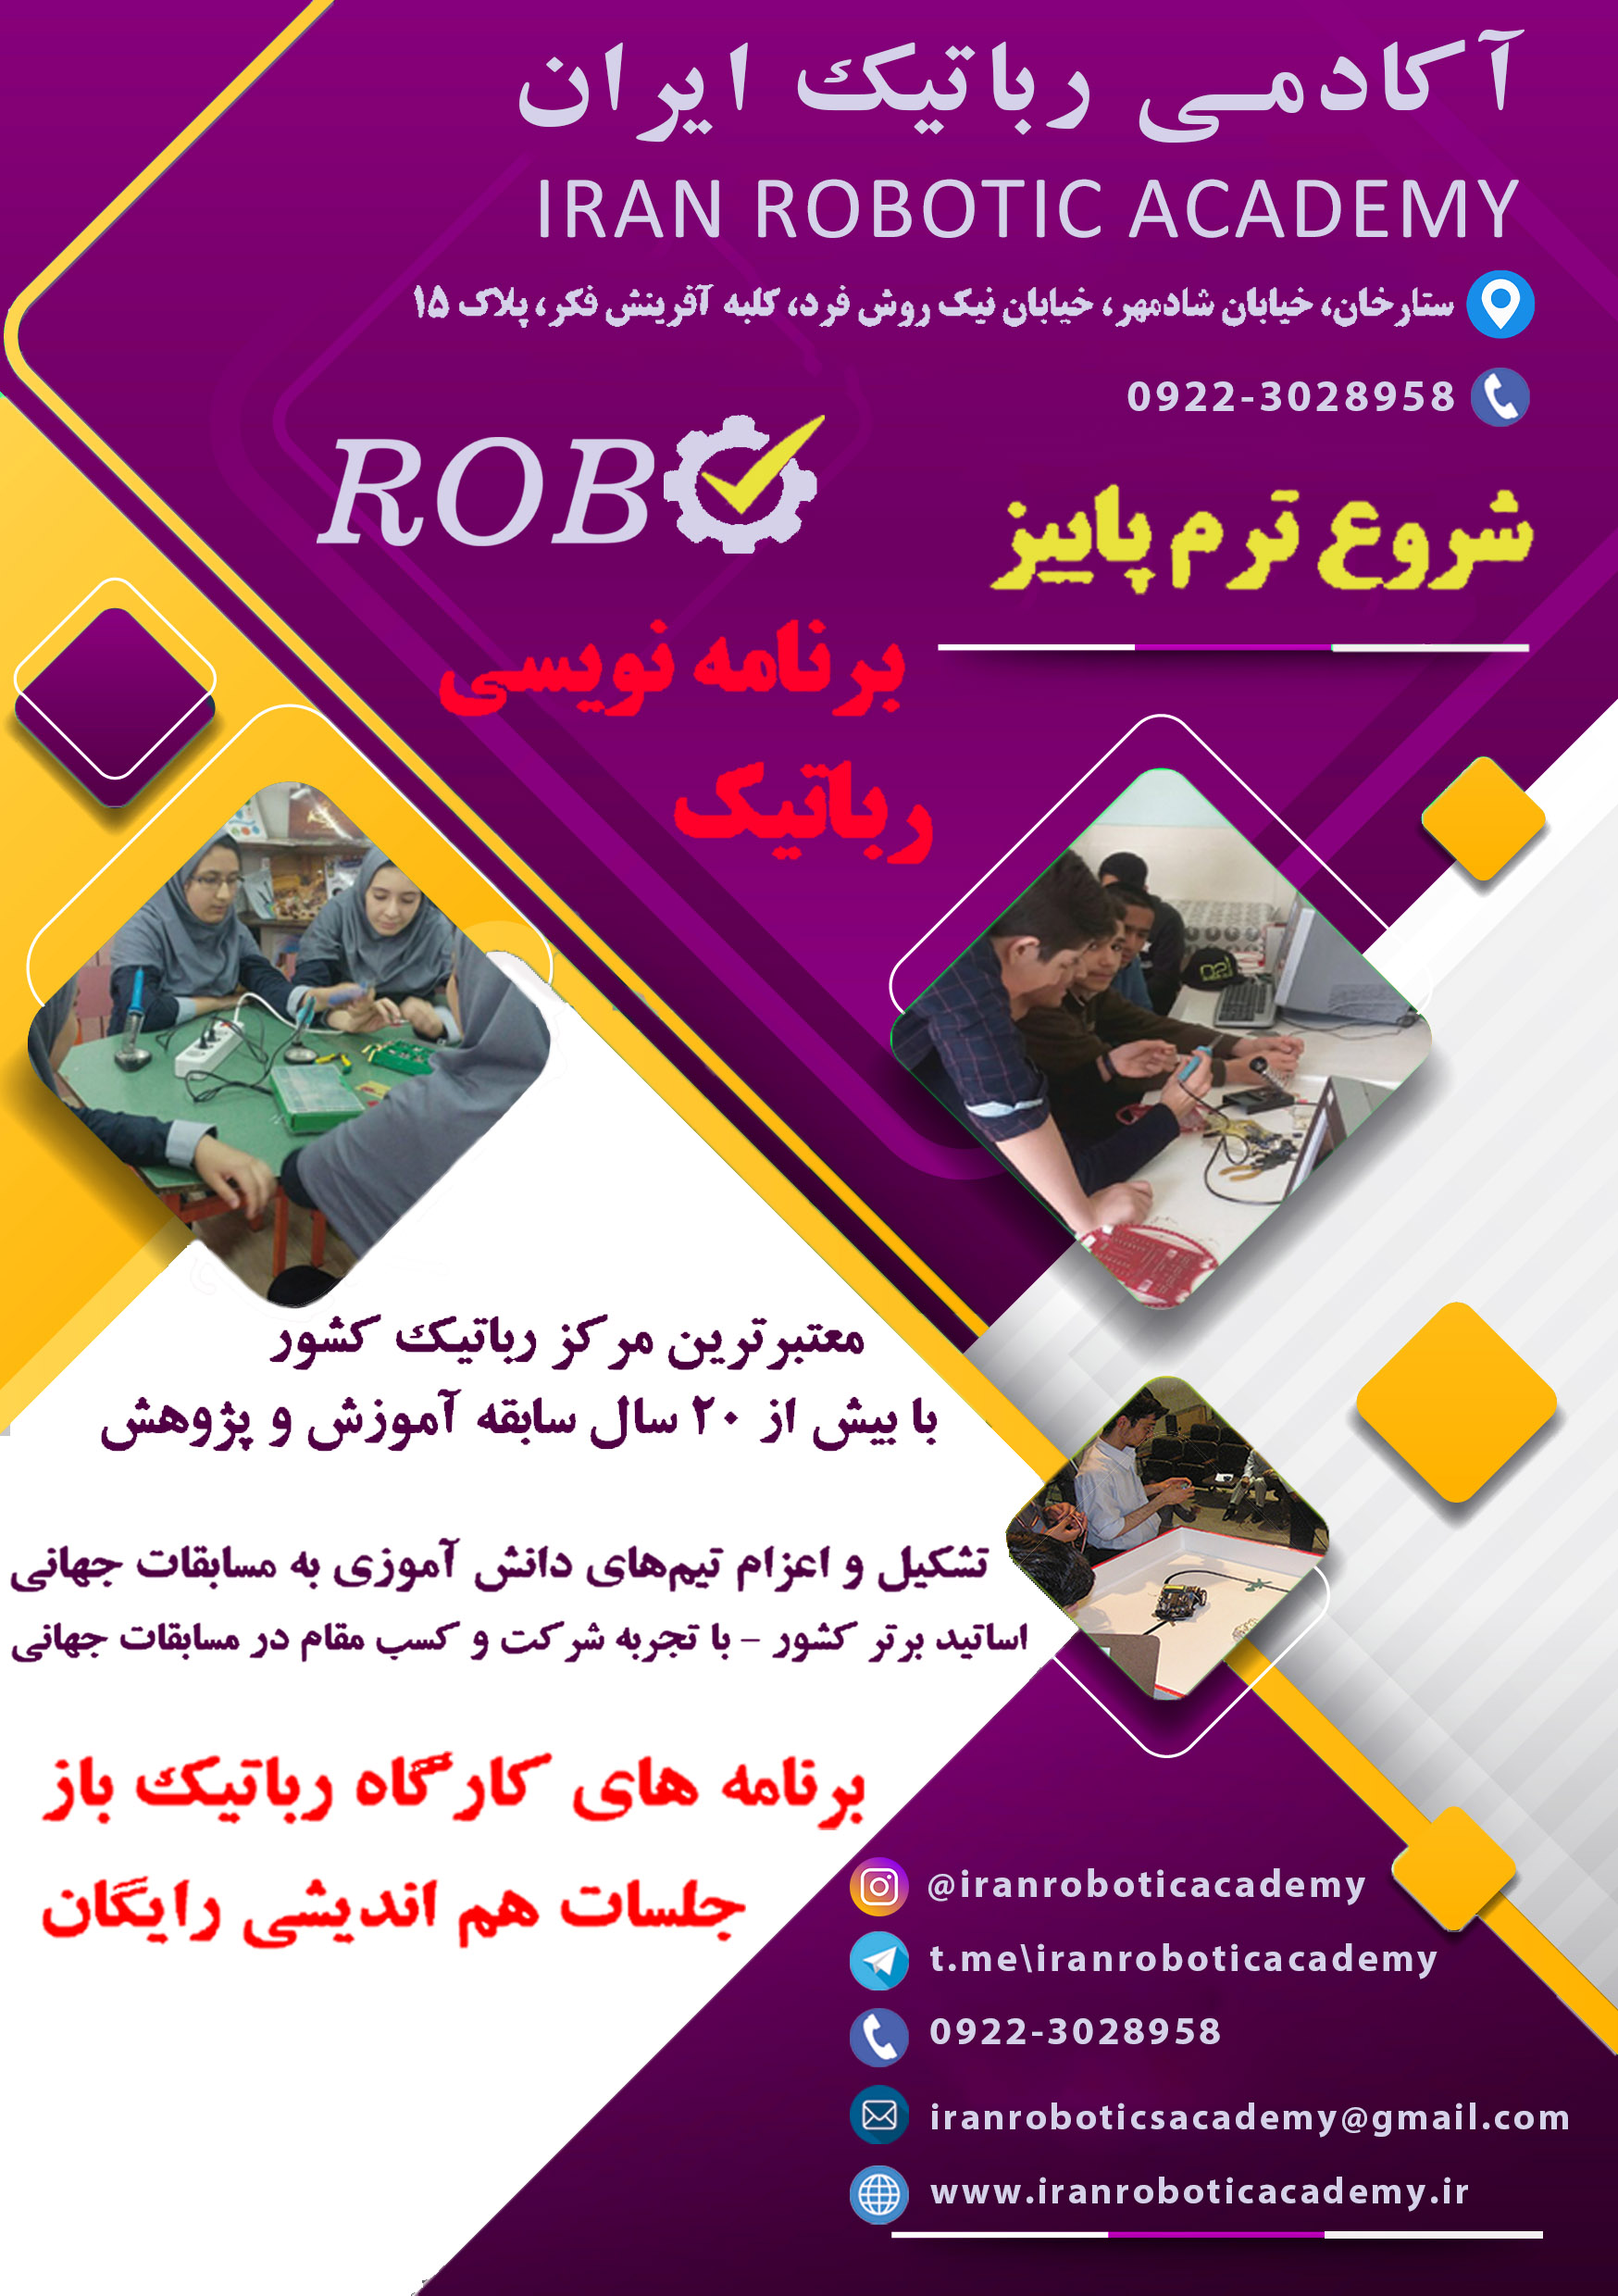 آکادمی رباتیک ایران
IRAN ROBOTIC ACADEMY
ستارخان، خیابان شادمهر، خیابان نیک روش فرد، کلبه آفرینش فکر، پلاک ۱۵
0922-3028958
ROBO
شروع ترم پاییز
برنامه نویسی
رباتیک
معتبرترین مرکز رباتیک کشور
با بیش از ۲۰ سال سابقه آموزش و پژوهش
تشکیل و اعزام تیم‌های دانش آموزی به مسابقات جهانی
اساتید برتر کشور – با تجربه شرکت و کسب مقام در مسابقات جهانی
برنامه های کارگاه رباتیک باز
جلسات هم اندیشی رایگان
@iranroboticacademy
t.me\iranroboticacademy
0922-3028958
iranroboticsacademy@gmail.com
www.iranroboticacademy.ir